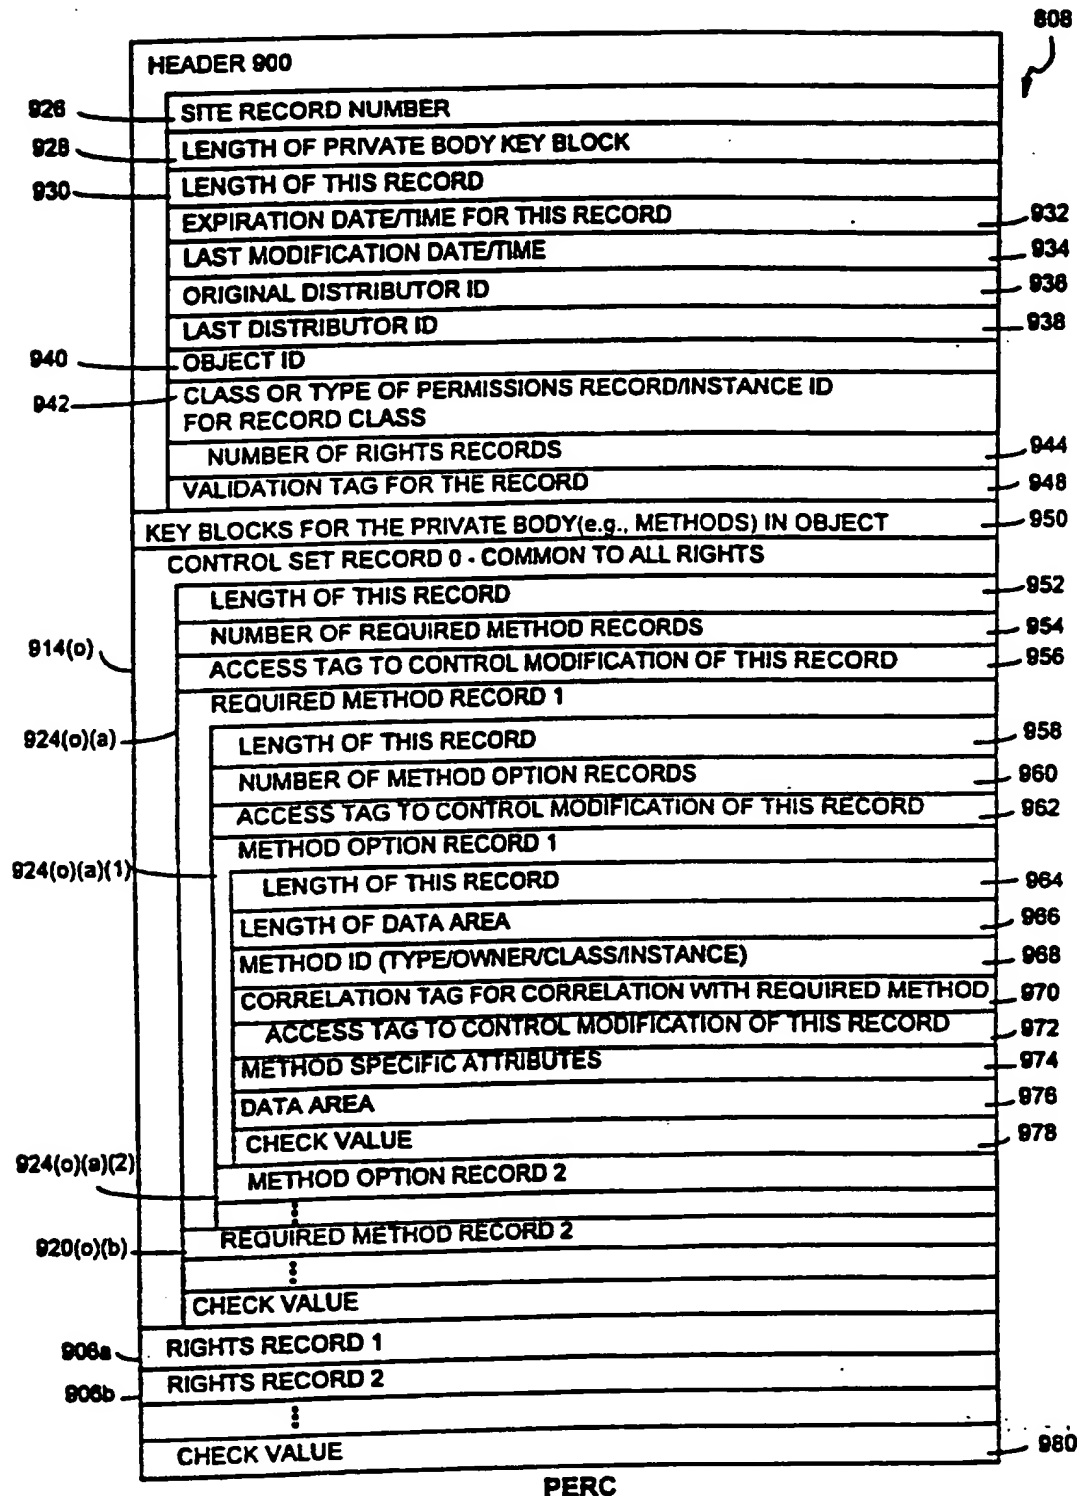 808
HEADER 900
926 SITE RECORD NUMBER
928 LENGTH OF PRIVATE BODY KEY BLOCK
930 LENGTH OF THIS RECORD
EXPIRATION DATE/TIME FOR THIS RECORD 932
LAST MODIFICATION DATE/TIME 934
ORIGINAL DISTRIBUTOR ID 936
LAST DISTRIBUTOR ID 938
940 OBJECT ID
942 CLASS OR TYPE OF PERMISSIONS RECORD/INSTANCE ID
FOR RECORD CLASS
NUMBER OF RIGHTS RECORDS 944
VALIDATION TAG FOR THE RECORD 948
KEY BLOCKS FOR THE PRIVATE BODY(e.g., METHODS) IN OBJECT 950
CONTROL SET RECORD 0 - COMMON TO ALL RIGHTS
LENGTH OF THIS RECORD 952
NUMBER OF REQUIRED METHOD RECORDS 954
914(o) ACCESS TAG TO CONTROL MODIFICATION OF THIS RECORD 956
REQUIRED METHOD RECORD 1
924(o)(a) LENGTH OF THIS RECORD 958
NUMBER OF METHOD OPTION RECORDS 960
ACCESS TAG TO CONTROL MODIFICATION OF THIS RECORD 962
METHOD OPTION RECORD 1
924(o)(a)(1) LENGTH OF THIS RECORD 964
LENGTH OF DATA AREA 966
METHOD ID (TYPE/OWNER/CLASS/INSTANCE) 968
CORRELATION TAG FOR CORRELATION WITH REQUIRED METHOD 970
ACCESS TAG TO CONTROL MODIFICATION OF THIS RECORD 972
METHOD SPECIFIC ATTRIBUTES 974
DATA AREA 976
CHECK VALUE 978
924(o)(a)(2) METHOD OPTION RECORD 2
920(o)(b) REQUIRED METHOD RECORD 2
CHECK VALUE
906a RIGHTS RECORD 1
906b RIGHTS RECORD 2
CHECK VALUE 980
PERC